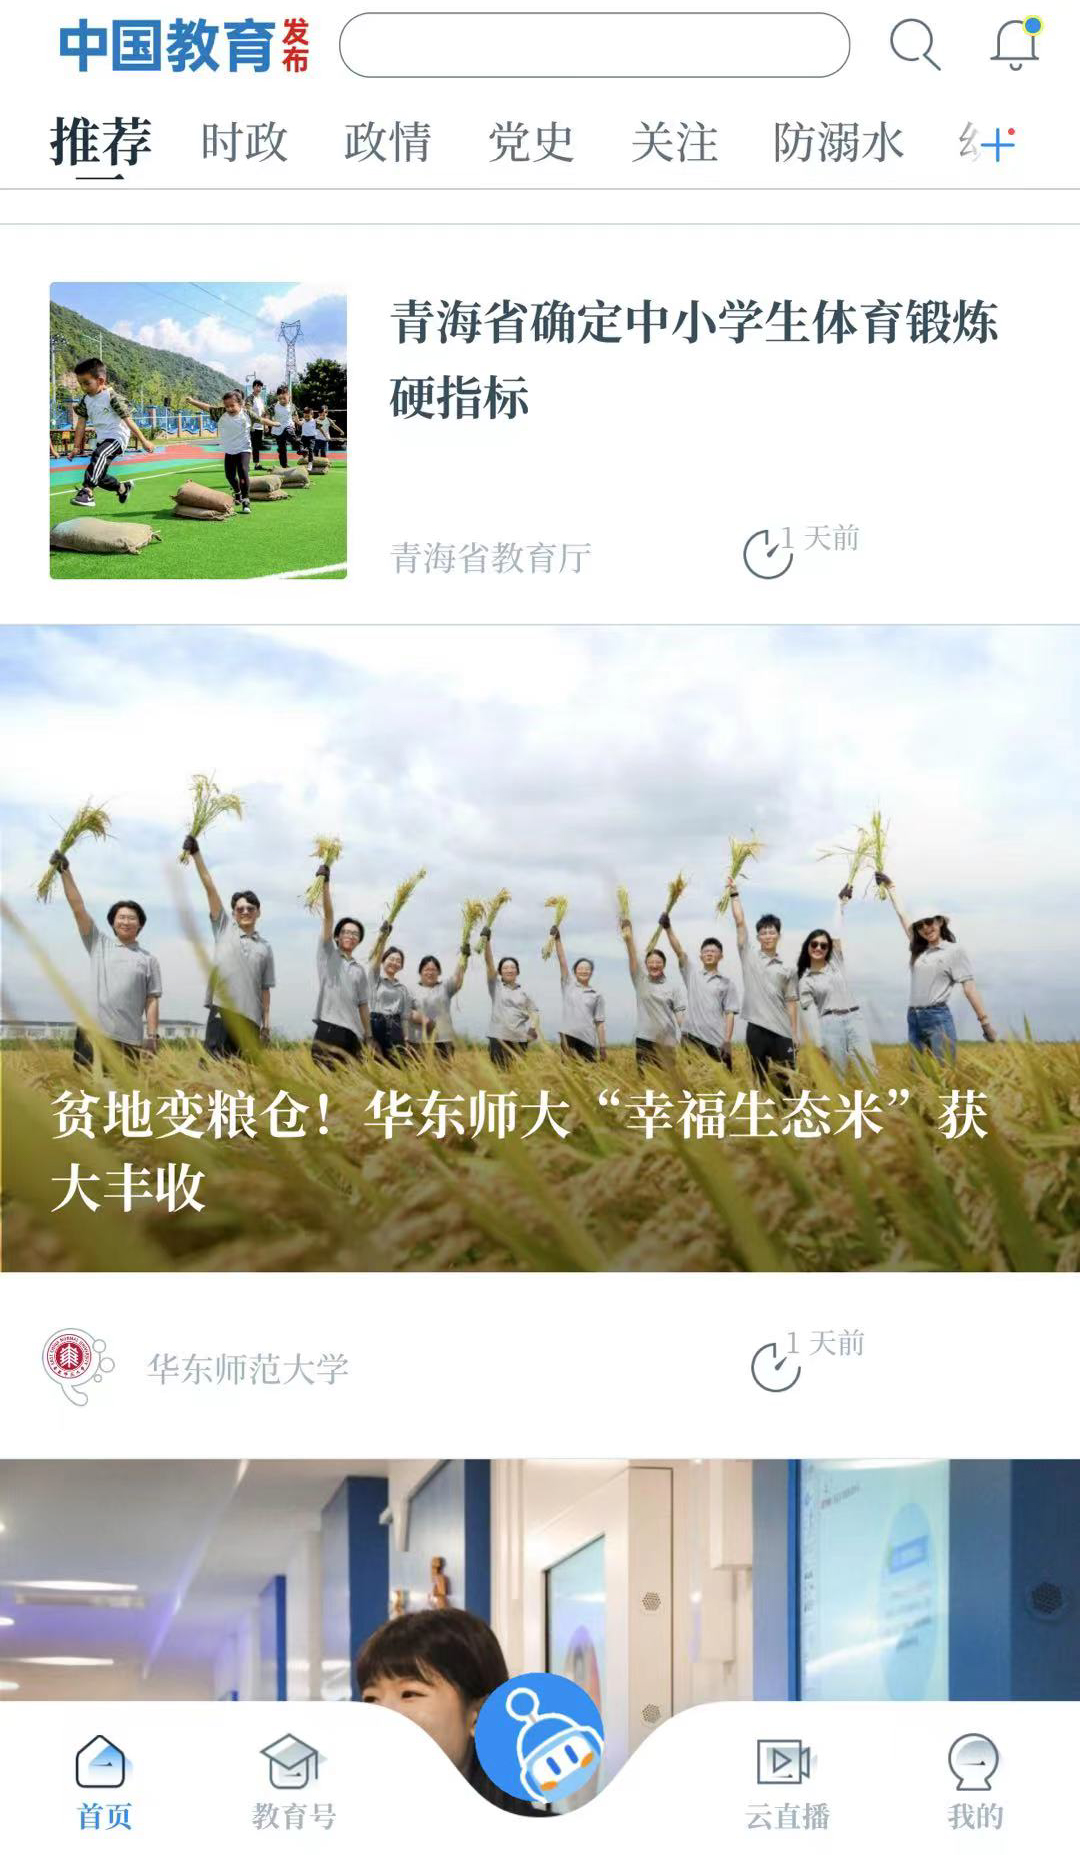 中国教育发布
推荐 时政 政情 党史 关注 防溺水
青海省确定中小学生体育锻炼
硬指标
青海省教育厅 1 天前
贫地变粮仓！华东师大“幸福生态米”获
大丰收
华东师范大学 1 天前
首页 教育号 云直播 我的